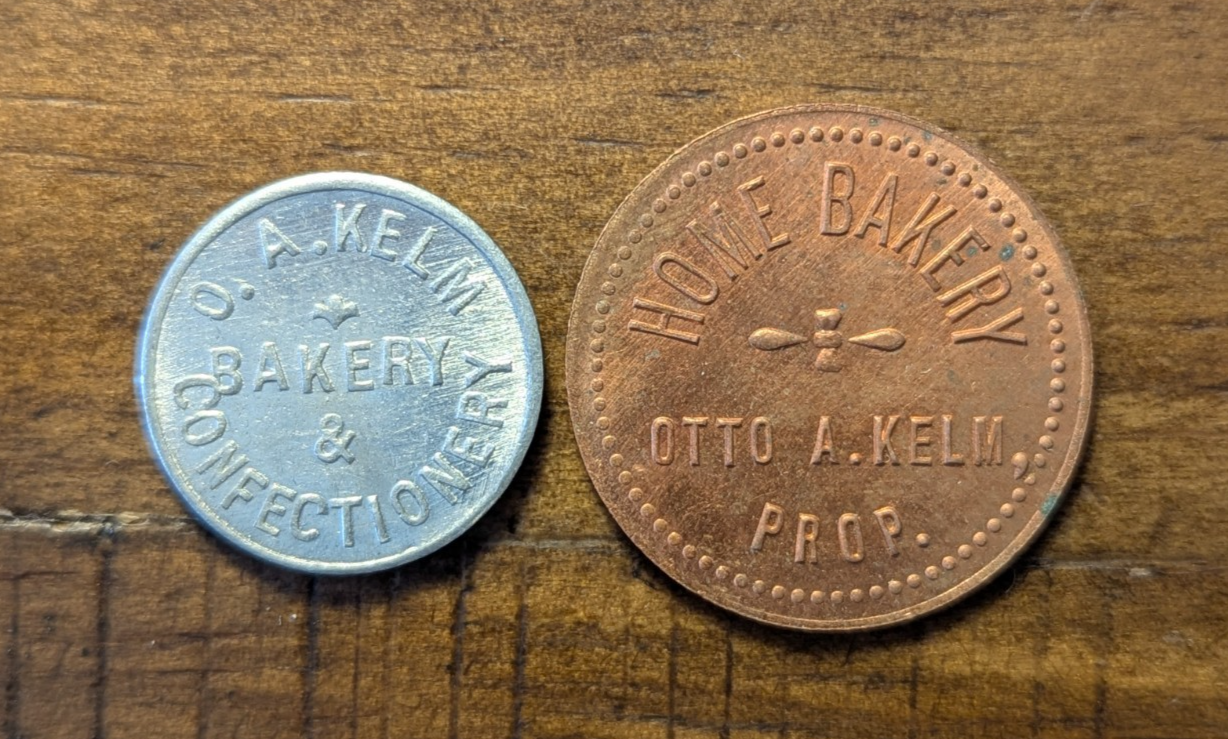 O. A. KELM
BAKERY
&
CONFECTIONERY
HOME BAKERY
OTTO A. KELM,
PROP.